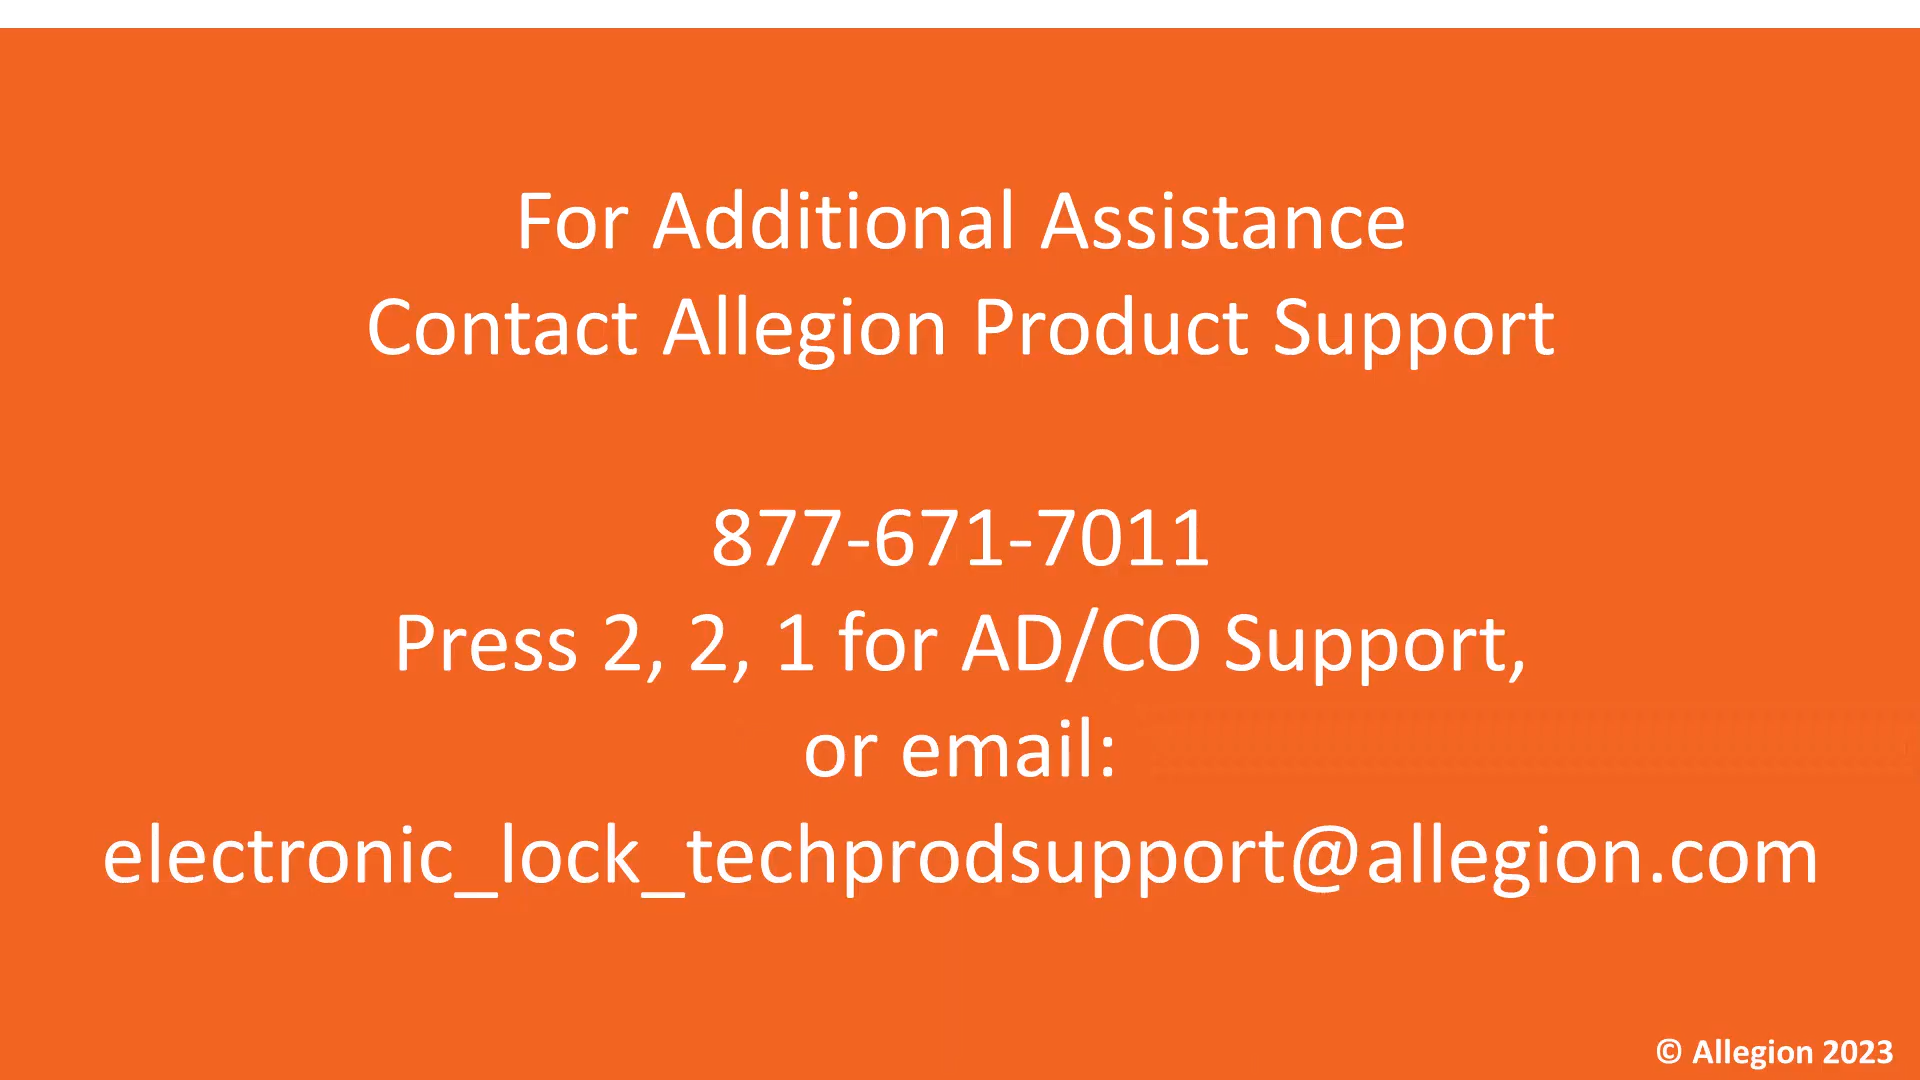 For Additional Assistance
Contact Allegion Product Support
877-671-7011
Press 2, 2, 1 for AD/CO Support,
or email:
electronic_lock_techprodsupport@allegion.com
© Allegion 2023